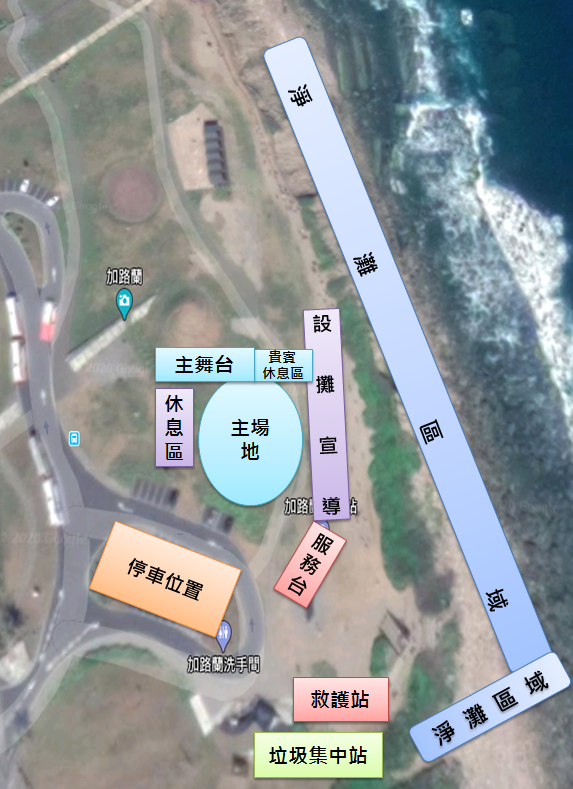 淨灘區域
加路蘭
設攤宣導
主舞台
貴賓
休息區
休息區
主場地
加路
站
服務台
停車位置
加路蘭洗手間
救護站
淨灘區域
垃圾集中站